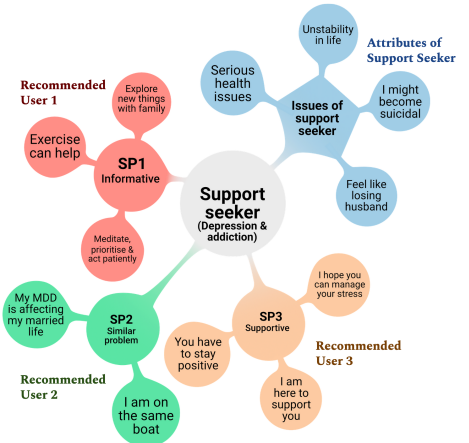 Unstability
in life
Attributes of
Support Seeker
Serious
health
issues
Issues of
support
seeker
I might
become
suicidal
Feel like
losing
husband
Recommended
User 1
Explore
new things
with family
Exercise
can help
SP1
Informative
Meditate,
prioritise &
act patiently
Support
seeker
(Depression &
addiction)
My MDD
is affecting
my married
life
SP2
Similar
problem
Recommended
User 2
I am on
the same
boat
I hope you
can manage
your stress
SP3
Supportive
You have
to stay
positive
Recommended
User 3
I am
here to
support
you